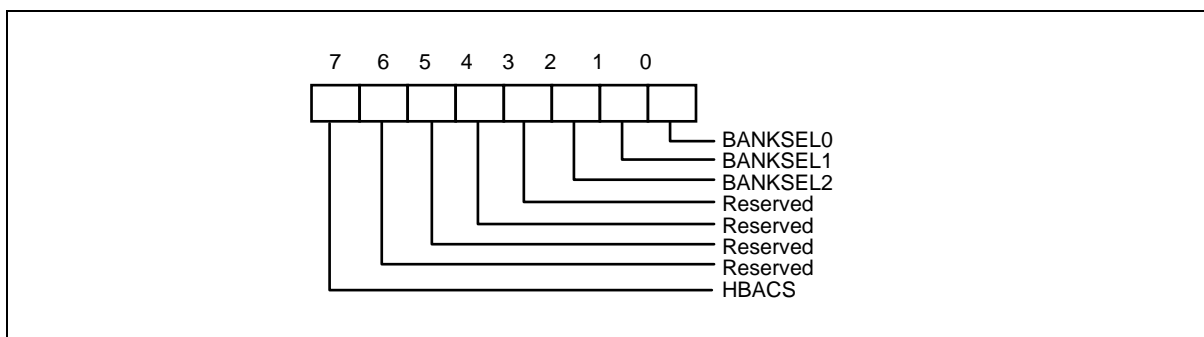 7 6 5 4 3 2 1 0
BANKSEL0
BANKSEL1
BANKSEL2
Reserved
Reserved
Reserved
Reserved
HBACS